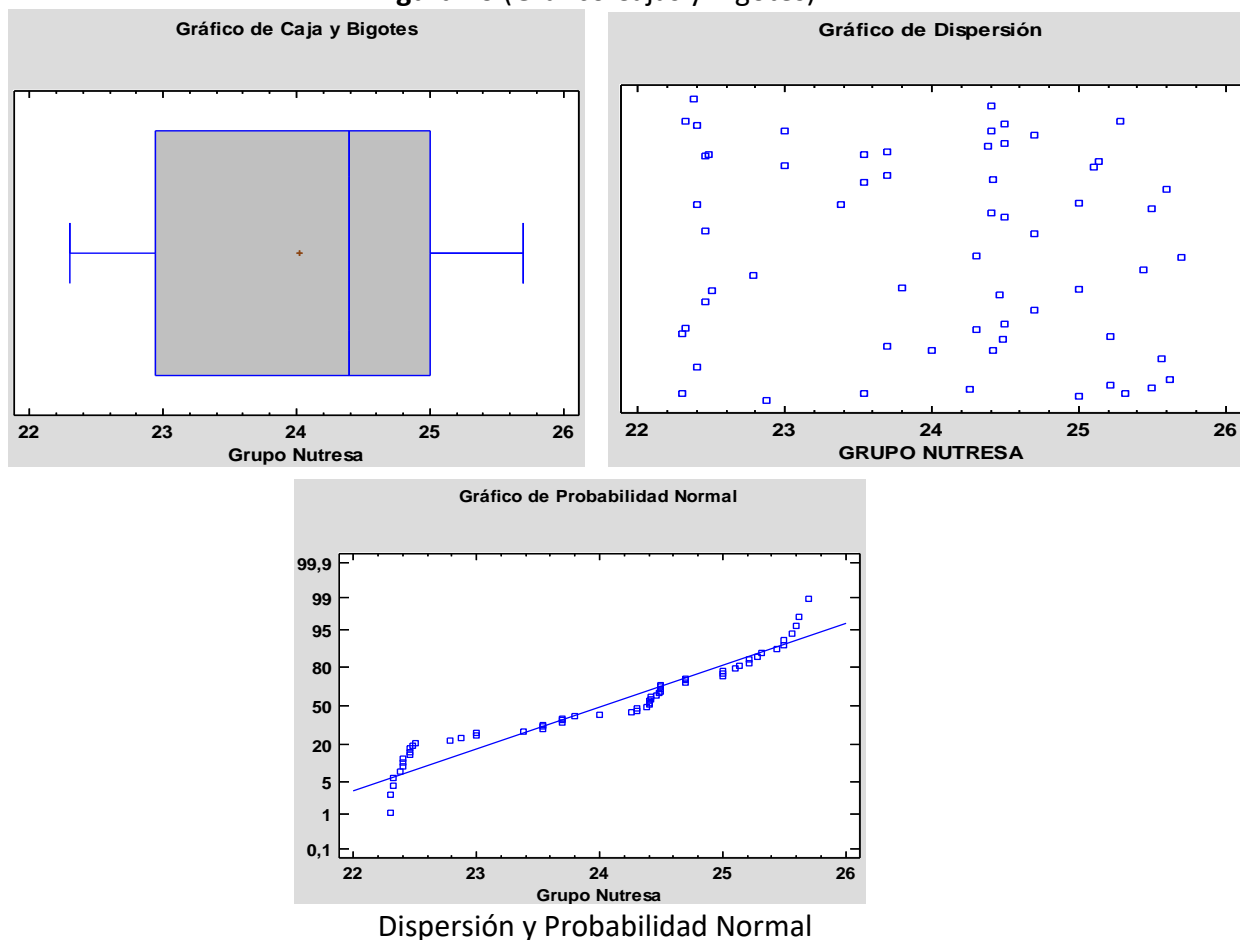 Cajas y Bigotes)
Gráfico de Caja y Bigotes
22 23 24 25 26
Grupo Nutresa
Gráfico de Dispersión
22 23 24 25 26
GRUPO NUTRESA
Gráfico de Probabilidad Normal
99,9
99
95
80
50
20
5
1
0,1
22 23 24 25 26
Grupo Nutresa
Dispersión y Probabilidad Normal